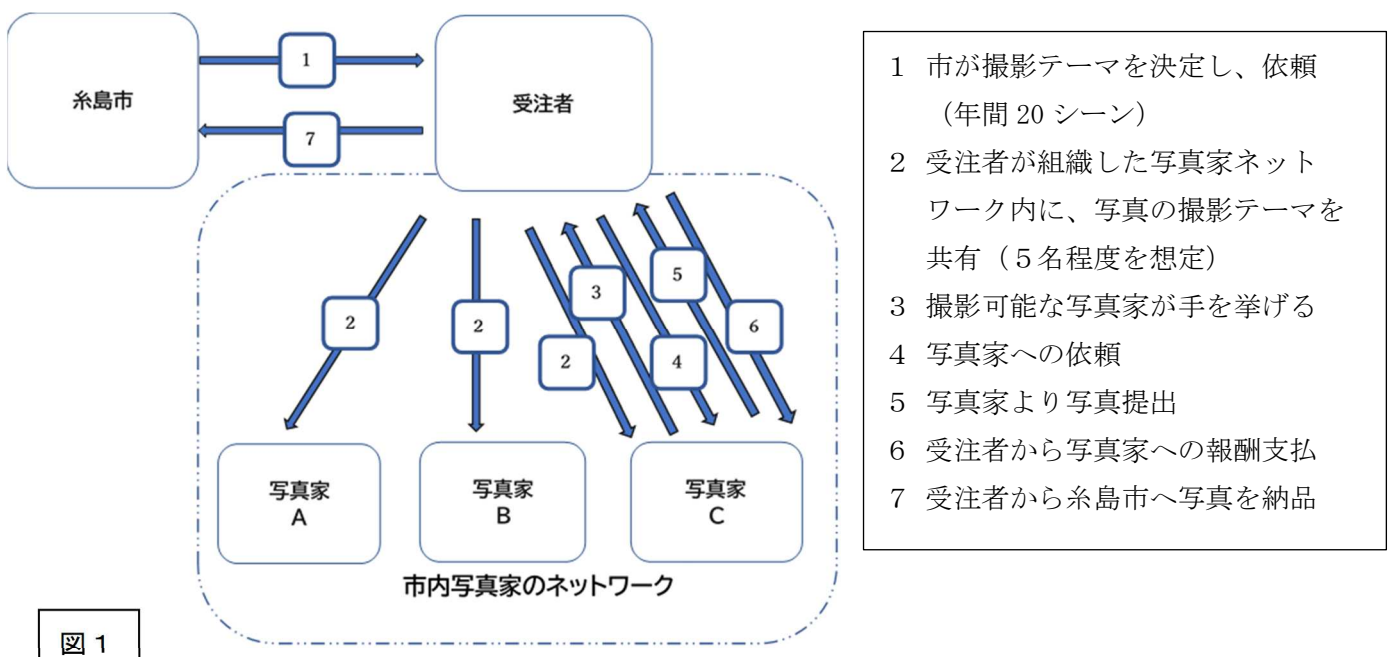 糸島市
1
7
受注者
2
2
2
3
4
5
6
写真家
A
写真家
B
写真家
C
市内写真家のネットワーク
図1
1 市が撮影テーマを決定し、依頼
（年間 20 シーン）
2 受注者が組織した写真家ネット
ワーク内に、写真の撮影テーマを
共有（５名程度を想定）
3 撮影可能な写真家が手を挙げる
4 写真家への依頼
5 写真家より写真提出
6 受注者から写真家への報酬支払
7 受注者から糸島市へ写真を納品